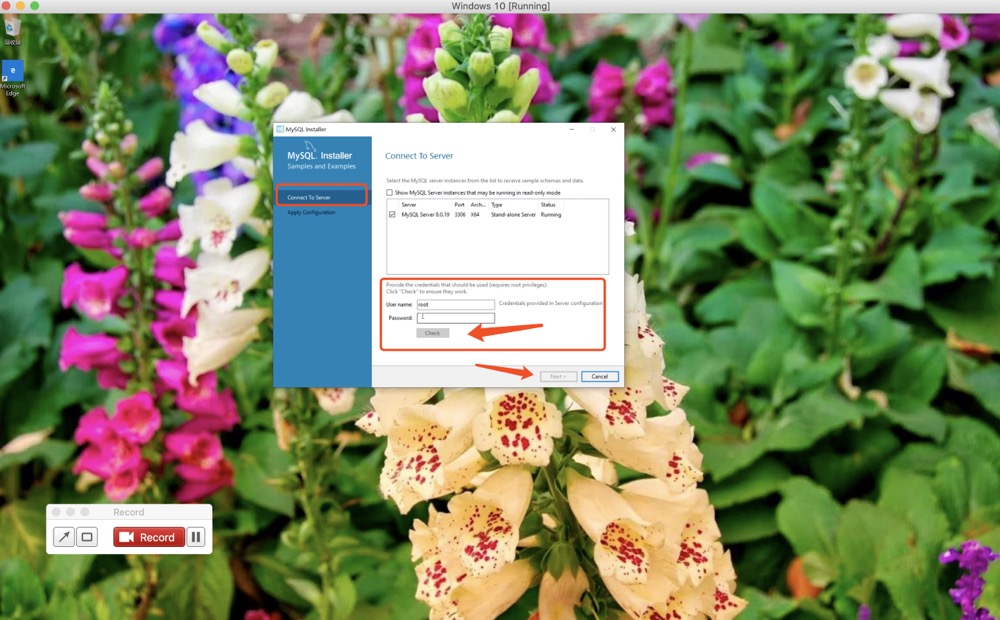 Windows 10 [Running]
回收站
Microsoft
Edge
MySQL Installer
MySQL® Installer
Samples and Examples
Connect To Server
Apply Configuration
Connect To Server
Select the MySQL server instances from the list to receive sample schemas and data.
Show MySQL Server instances that may be running in read-only mode
Server Port Arch... Type Status
MySQL Server 8.0.19 3306 X64 Stand-alone Server Running
Provide the credentials that should be used (requires root privileges).
Click "Check" to ensure they work.
User name: root Credentials provided in Server configuration
Password:
Check
Next >
Cancel
Record
Record